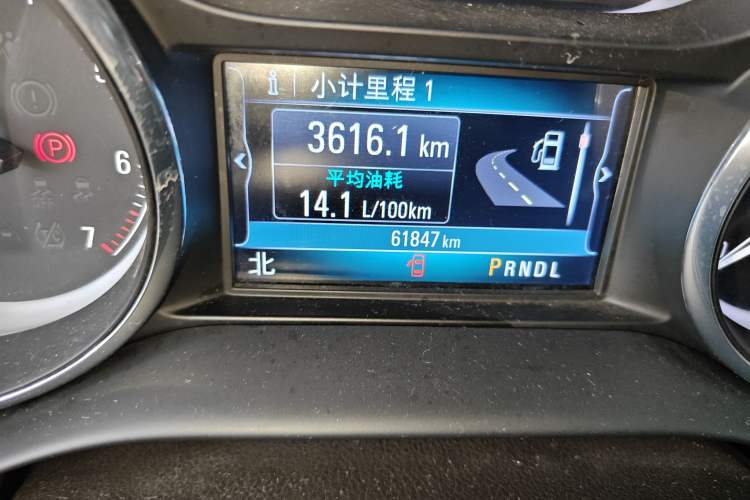 i | 小计里程 1
3616.1 km
平均油耗
14.1 L/100km
61847 km
北 PRNDL
P
6
7